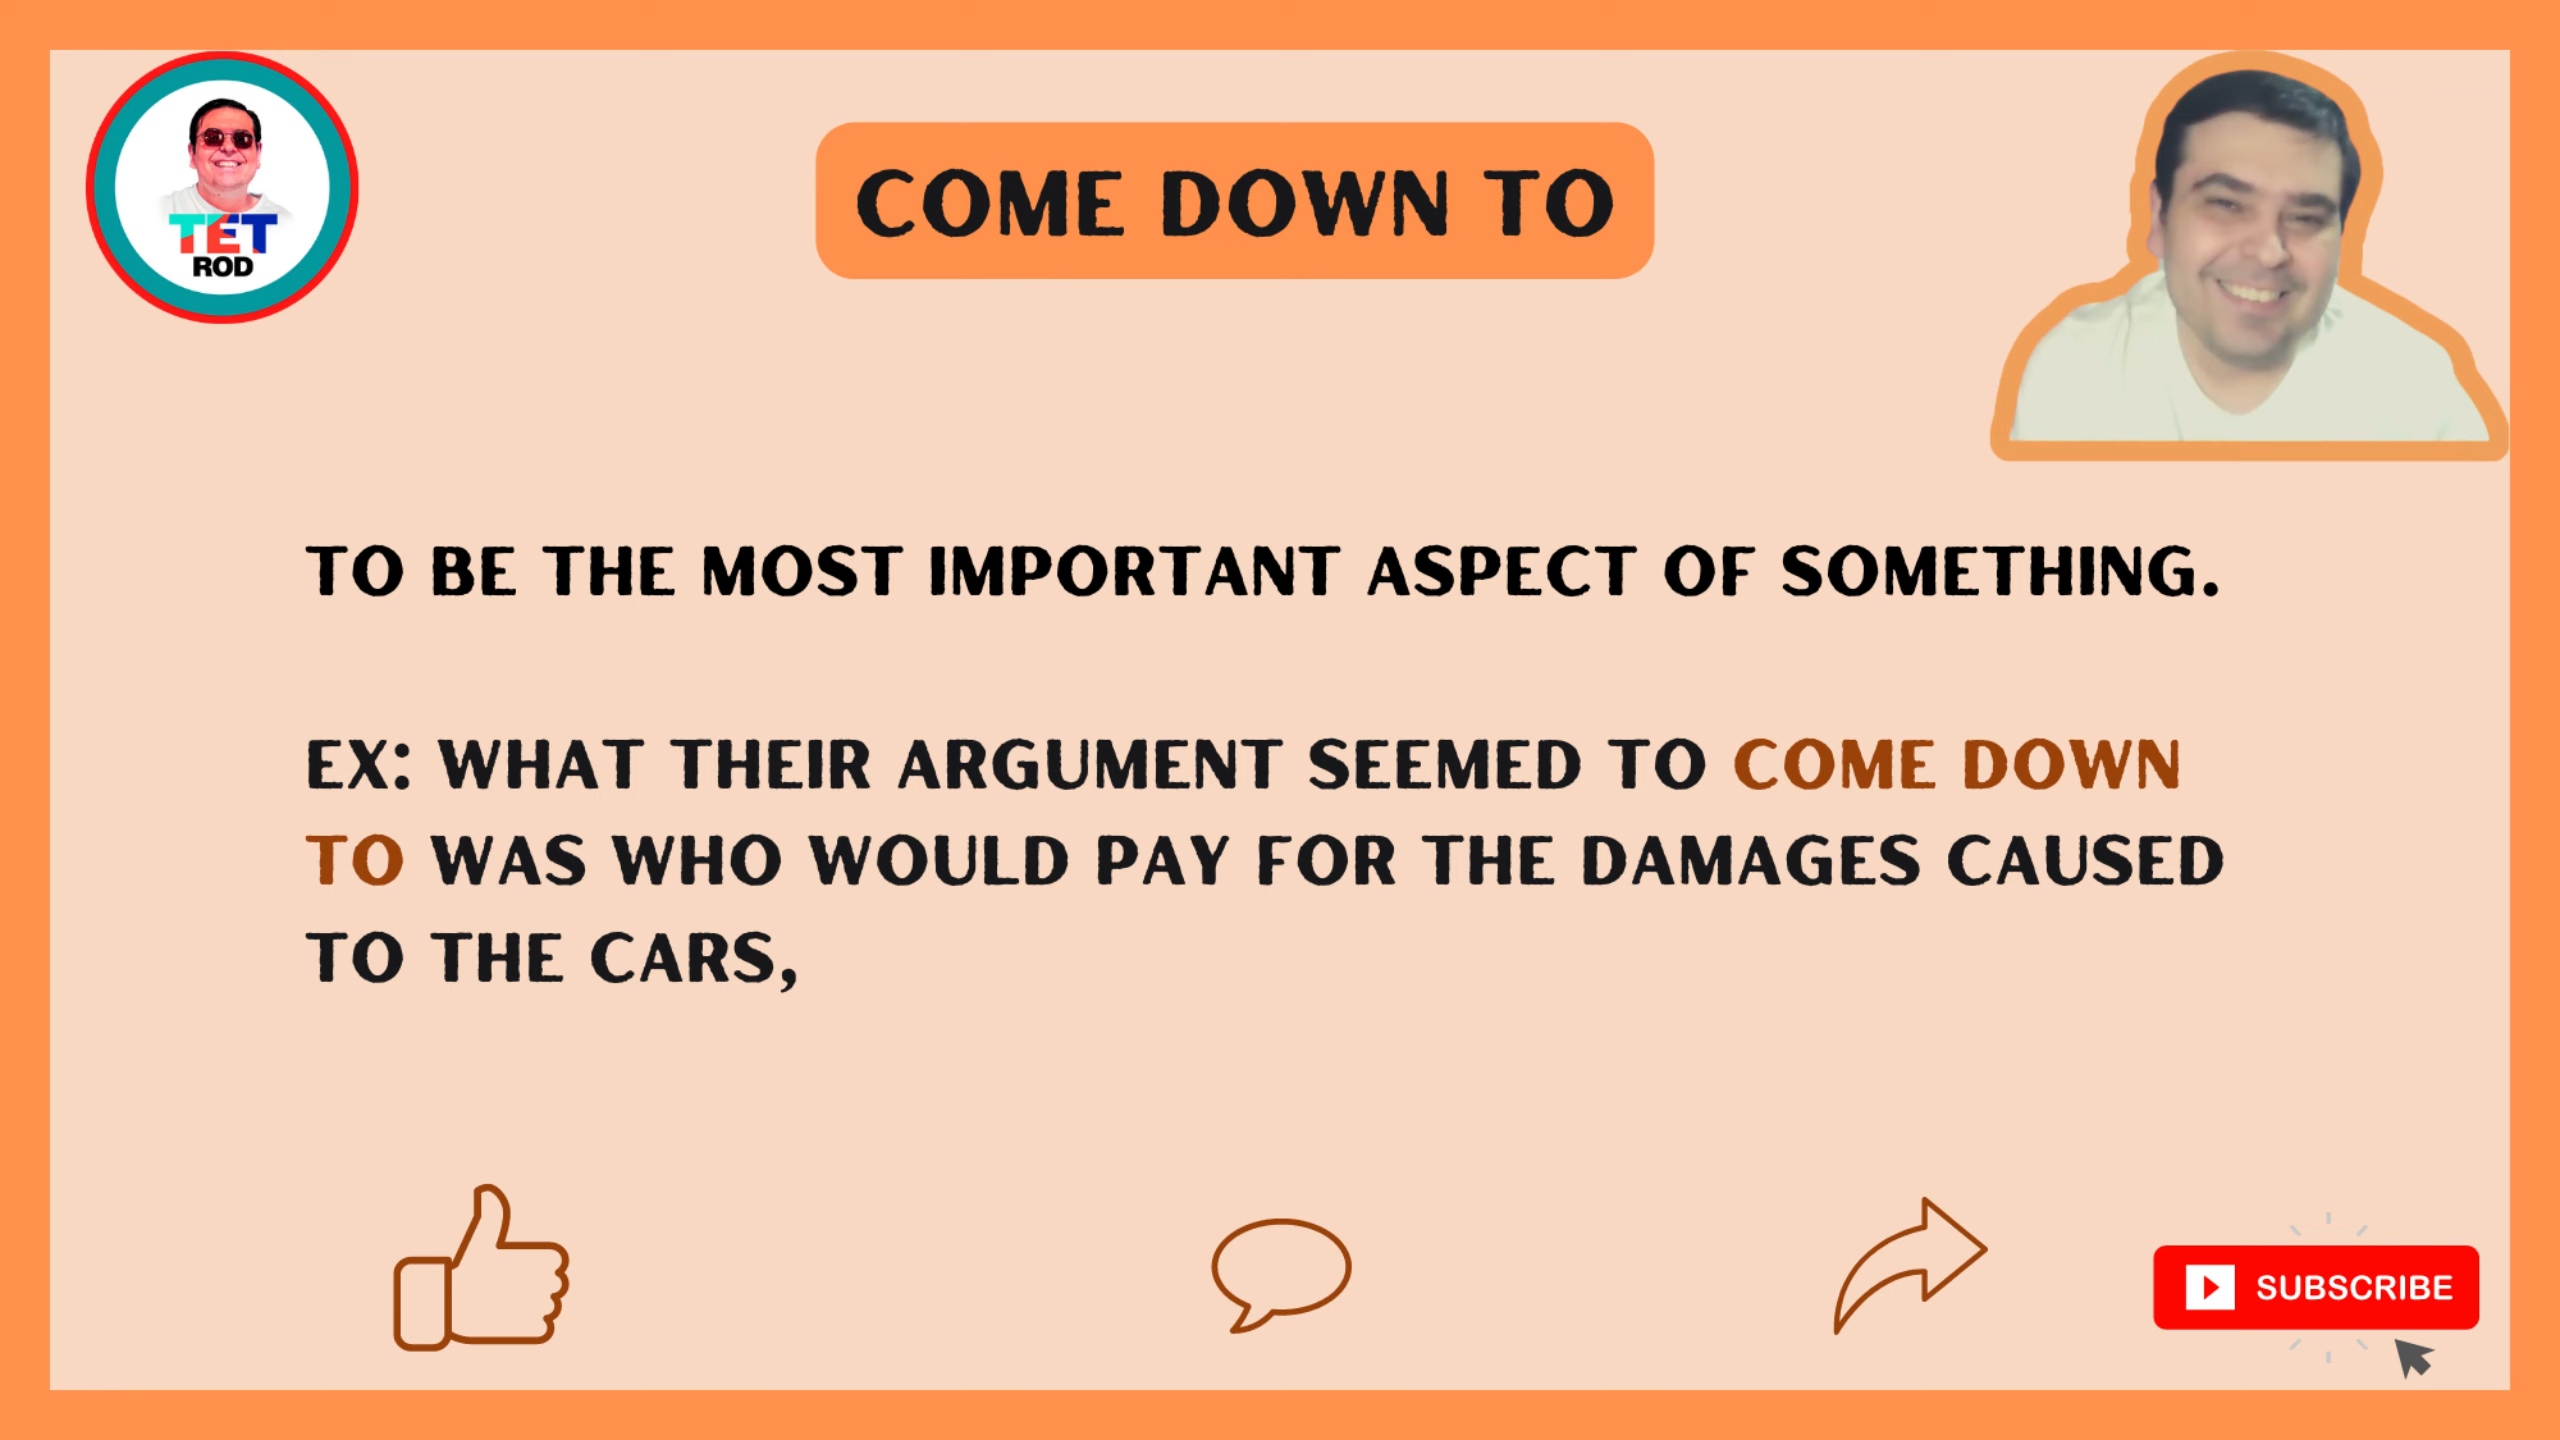 TET
ROD
COME DOWN TO
TO BE THE MOST IMPORTANT ASPECT OF SOMETHING.
EX: WHAT THEIR ARGUMENT SEEMED TO COME DOWN
TO WAS WHO WOULD PAY FOR THE DAMAGES CAUSED
TO THE CARS,
SUBSCRIBE